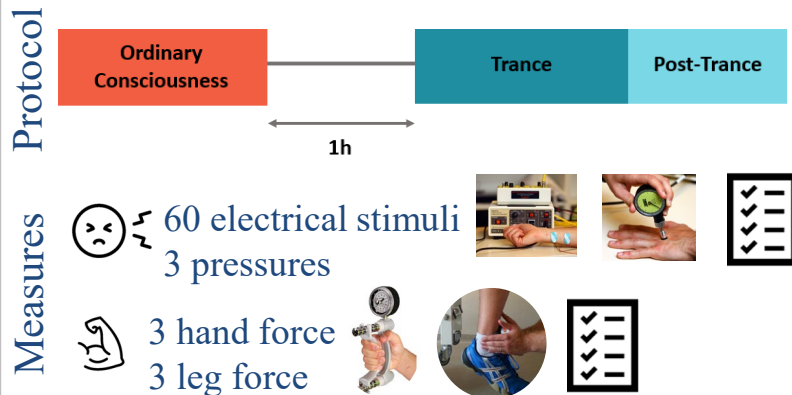 Protocol
Ordinary
Consciousness
Trance
Post-Trance
1h
Measures
60 electrical stimuli
3 pressures
3 hand force
3 leg force